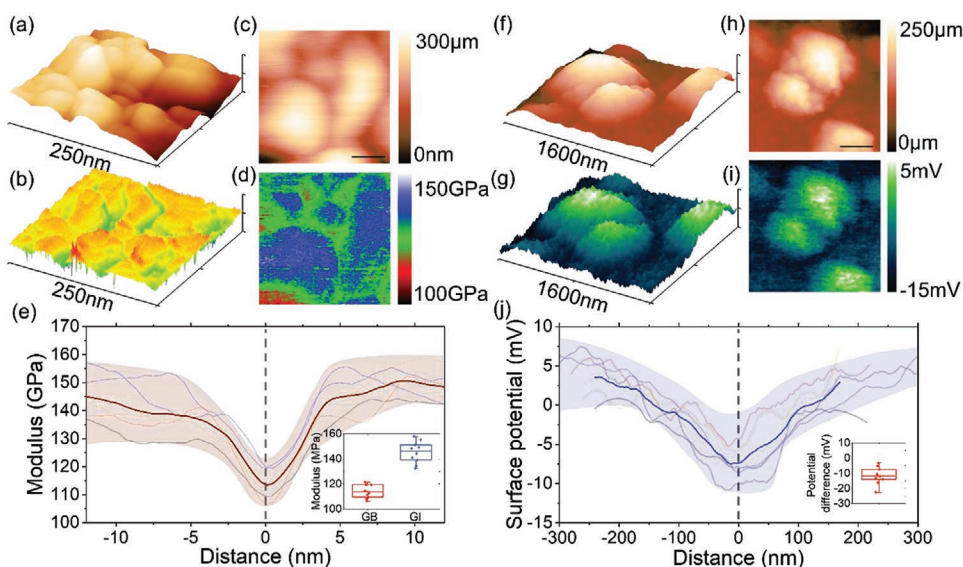 (a)
250nm
(b)
250nm
(c)
300μm
0nm
(d)
150GPa
100GPa
(f)
1600nm
(g)
1600nm
(h)
250μm
0μm
(i)
5mV
-15mV
(e)
170
160
150
140
130
120
110
100
Modulus (GPa)
-10
-5
0
5
10
Distance (nm)
160
140
120
100
Modulus (MPa)
GB
GI
(j)
10
5
0
-5
-10
-15
Surface potential (mV)
-300
-200
-100
0
100
200
300
Distance (nm)
10
0
-10
-20
-30
Potential
difference (mV)